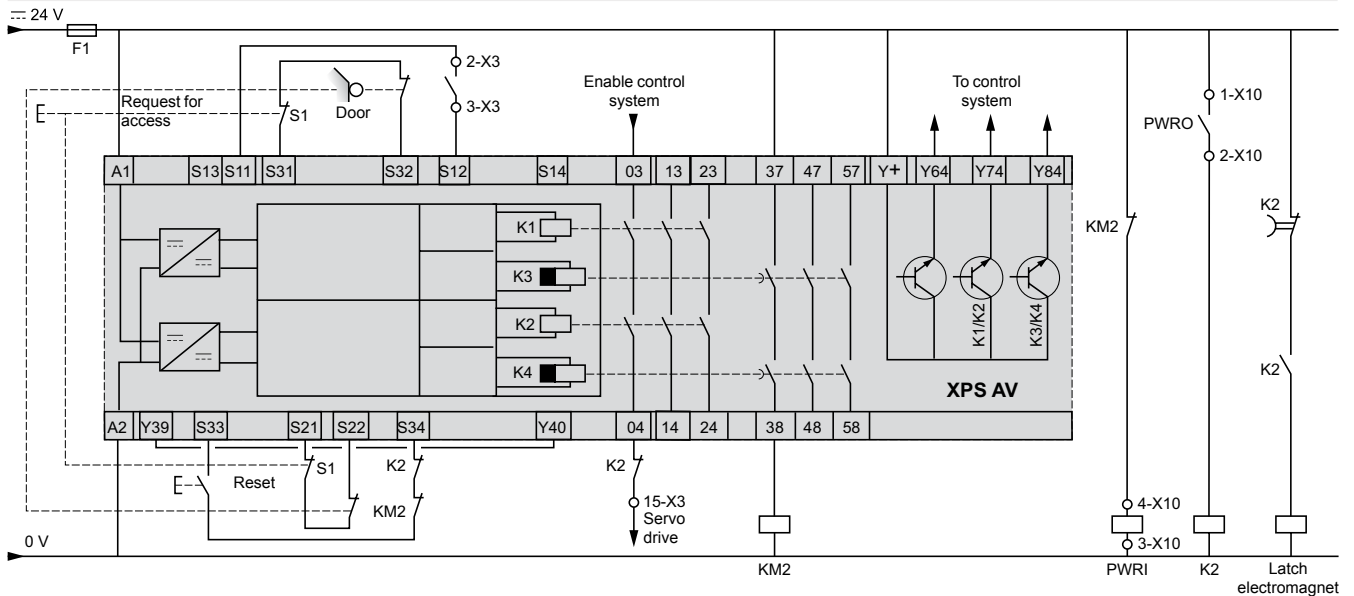 24 V
F1
2-X3
3-X3
Request for
access
S1
Door
Enable control
system
To control
system
1-X10
PWRO
2-X10
A1
S13
S11
S31
S32
S12
S14
03
13
23
37
47
57
Y+
Y64
Y74
Y84
K1
K3
K2
K4
K1/K2
K3/K4
XPS AV
KM2
K2
K2
A2
Y39
S33
S21
S22
S34
Y40
04
14
24
38
48
58
S1
K2
K2
Reset
KM2
15-X3
Servo
drive
4-X10
3-X10
0 V
KM2
PWRI
K2
Latch
electromagnet